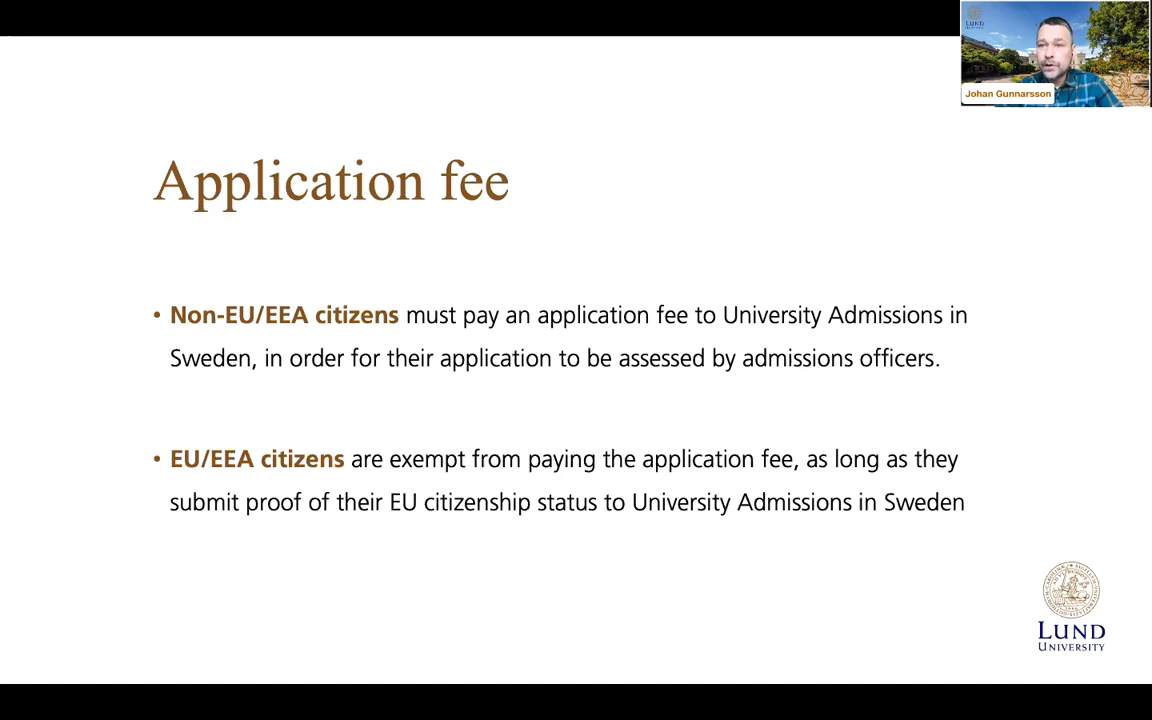 LUND
Johan Gunnarsson
Application fee
• Non-EU/EEA citizens must pay an application fee to University Admissions in
Sweden, in order for their application to be assessed by admissions officers.
• EU/EEA citizens are exempt from paying the application fee, as long as they
submit proof of their EU citizenship status to University Admissions in Sweden
LUND
UNIVERSITY